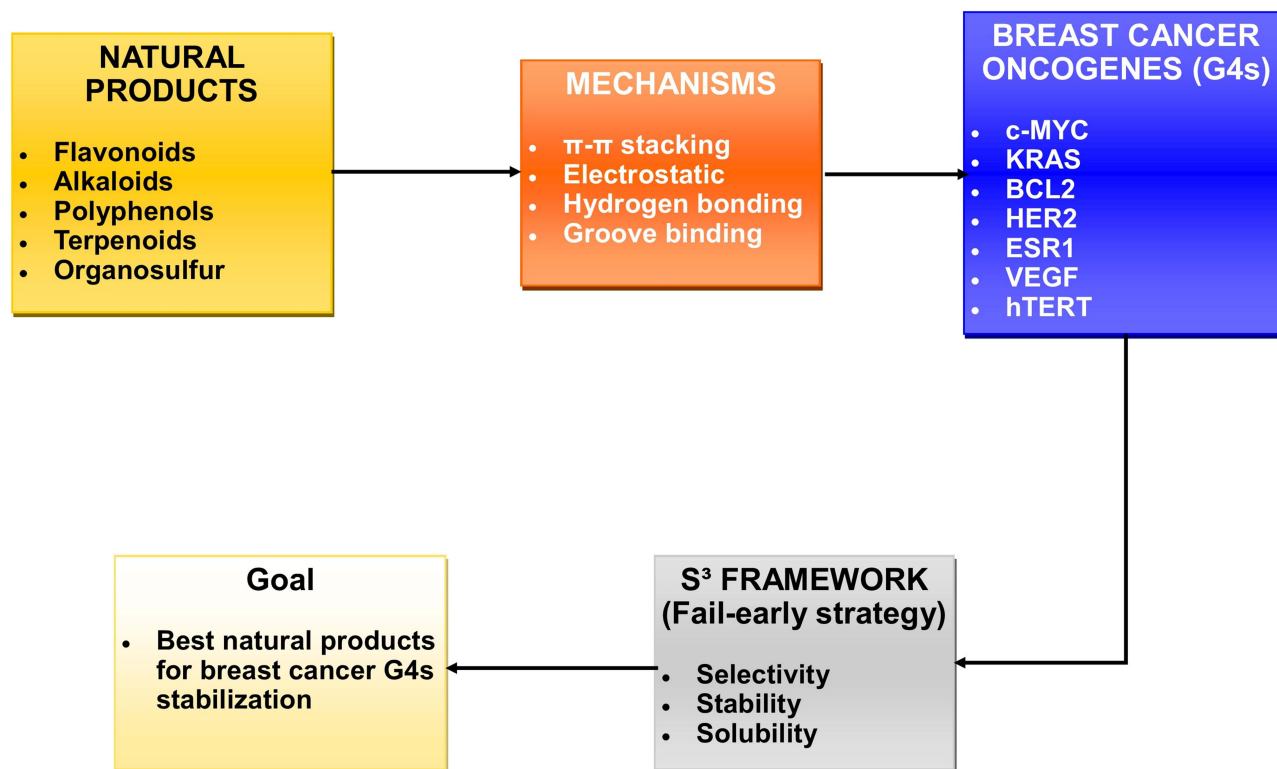 NATURAL
PRODUCTS
• Flavonoids
• Alkaloids
• Polyphenols
• Terpenoids
• Organosulfur
MECHANISMS
• π-π stacking
• Electrostatic
• Hydrogen bonding
• Groove binding
BREAST CANCER
ONCOGENES (G4s)
• c-MYC
• KRAS
• BCL2
• HER2
• ESR1
• VEGF
• hTERT
S³ FRAMEWORK
(Fail-early strategy)
• Selectivity
• Stability
• Solubility
Goal
• Best natural products
for breast cancer G4s
stabilization